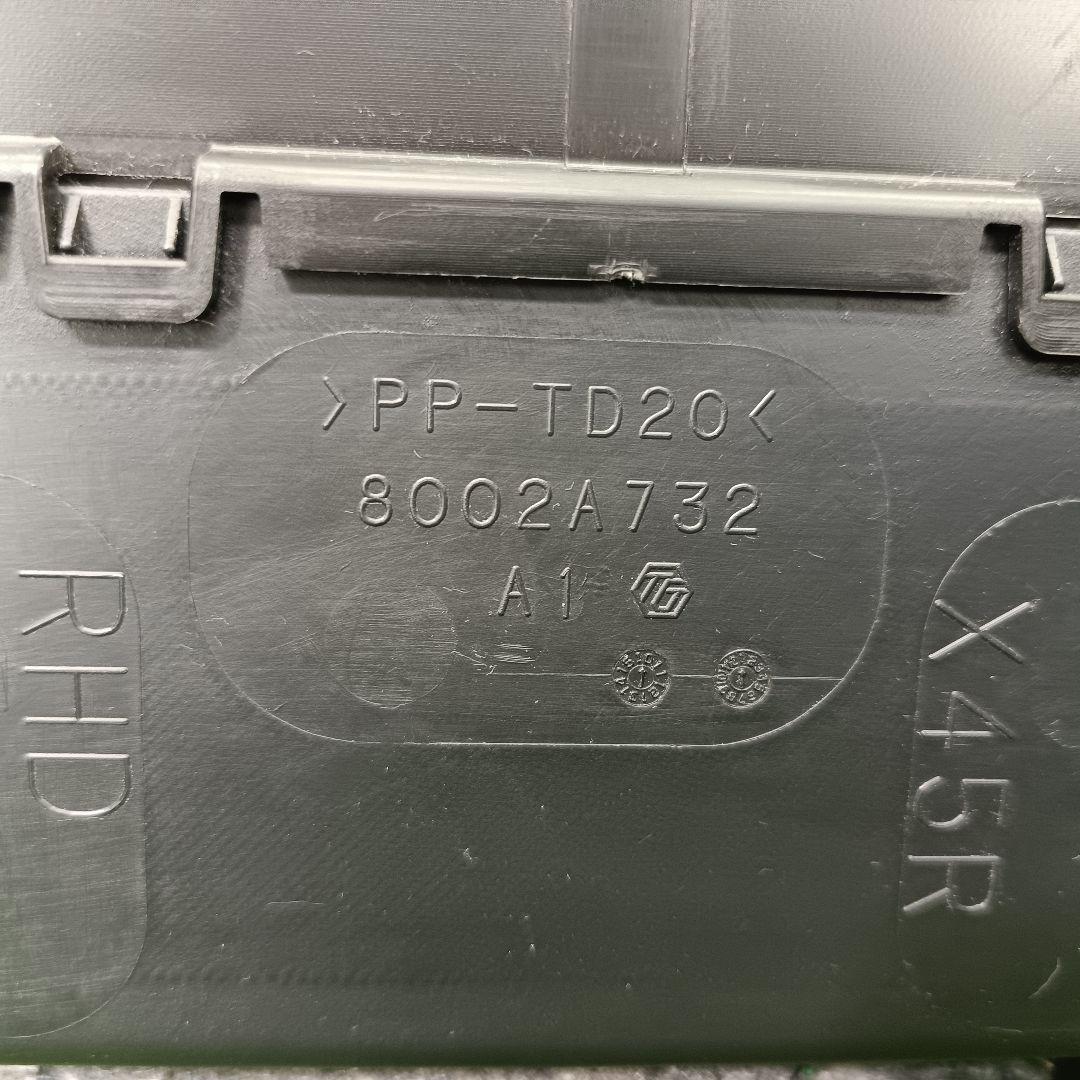 >PP-TD20<
8002A732
A1
RHD
X45R